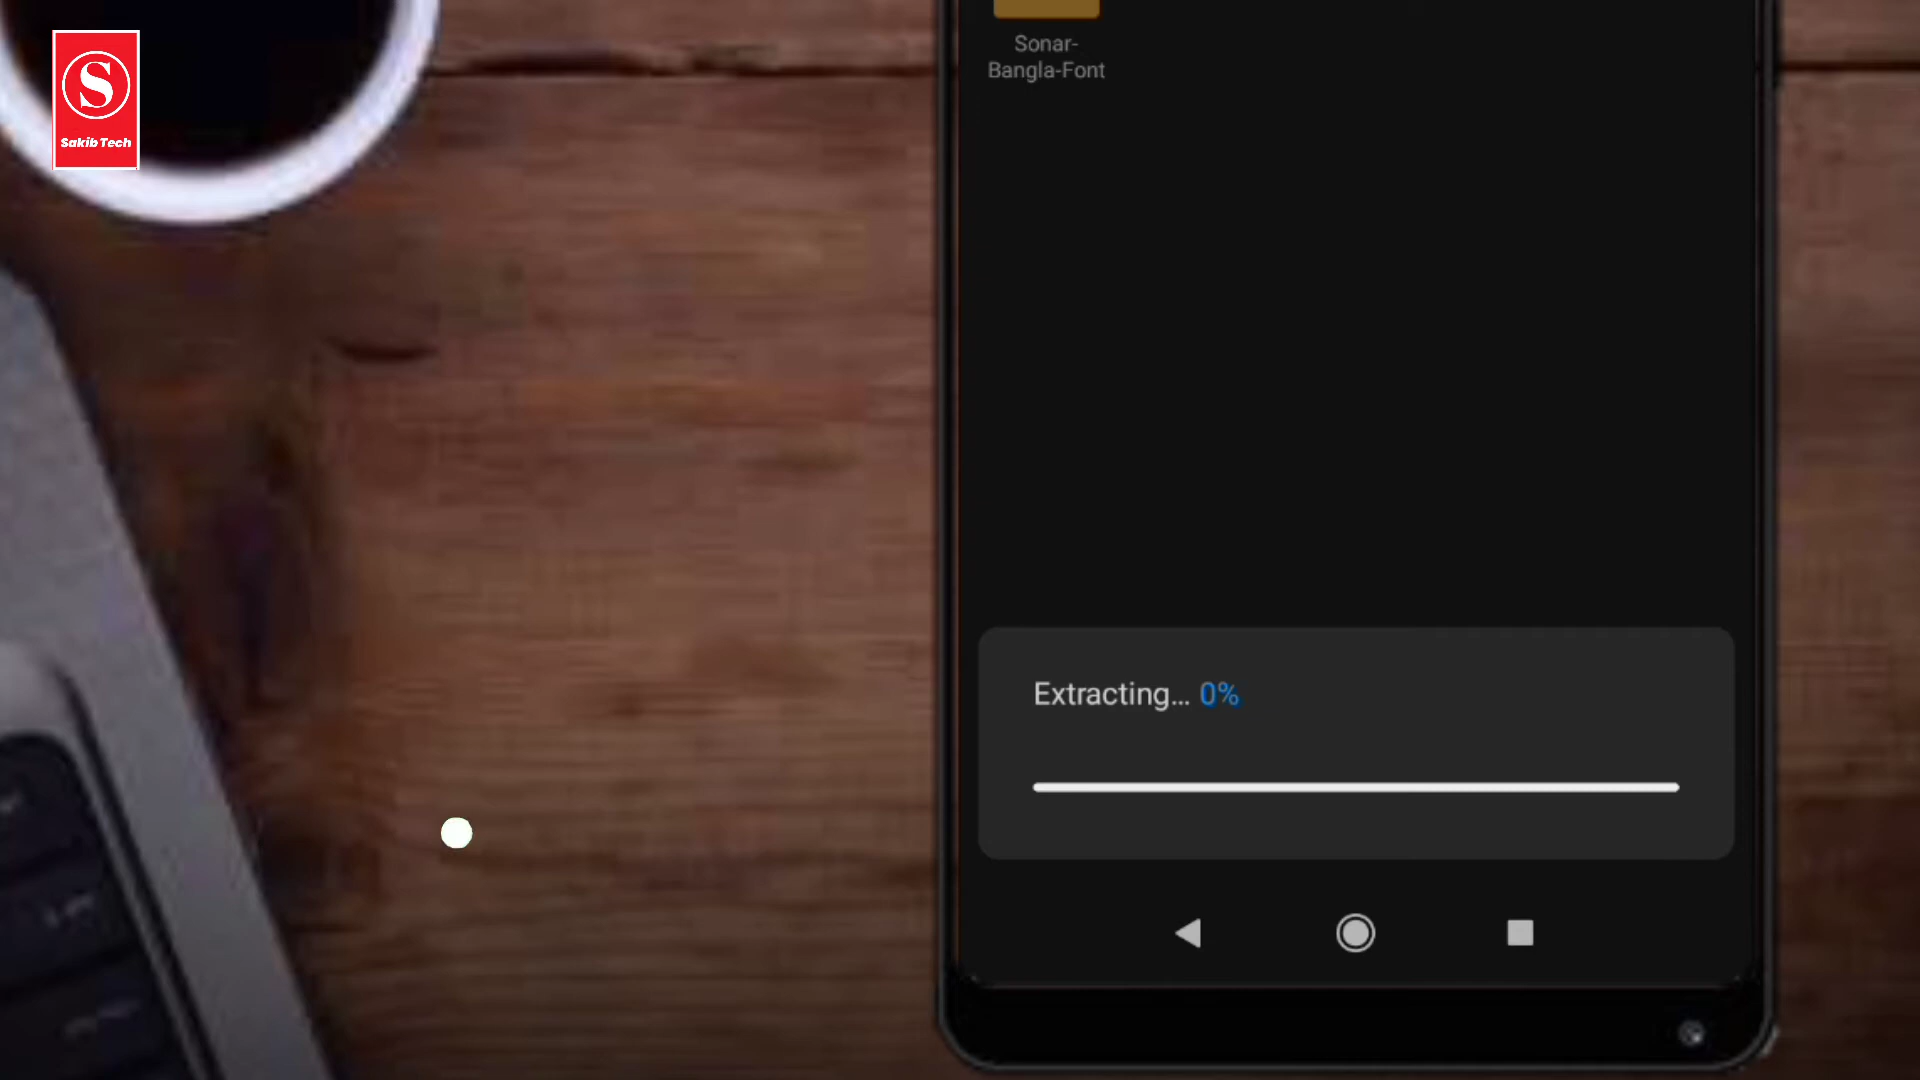 S
Sakib Tech
Sonar-
Bangla-Font
Extracting... 0%